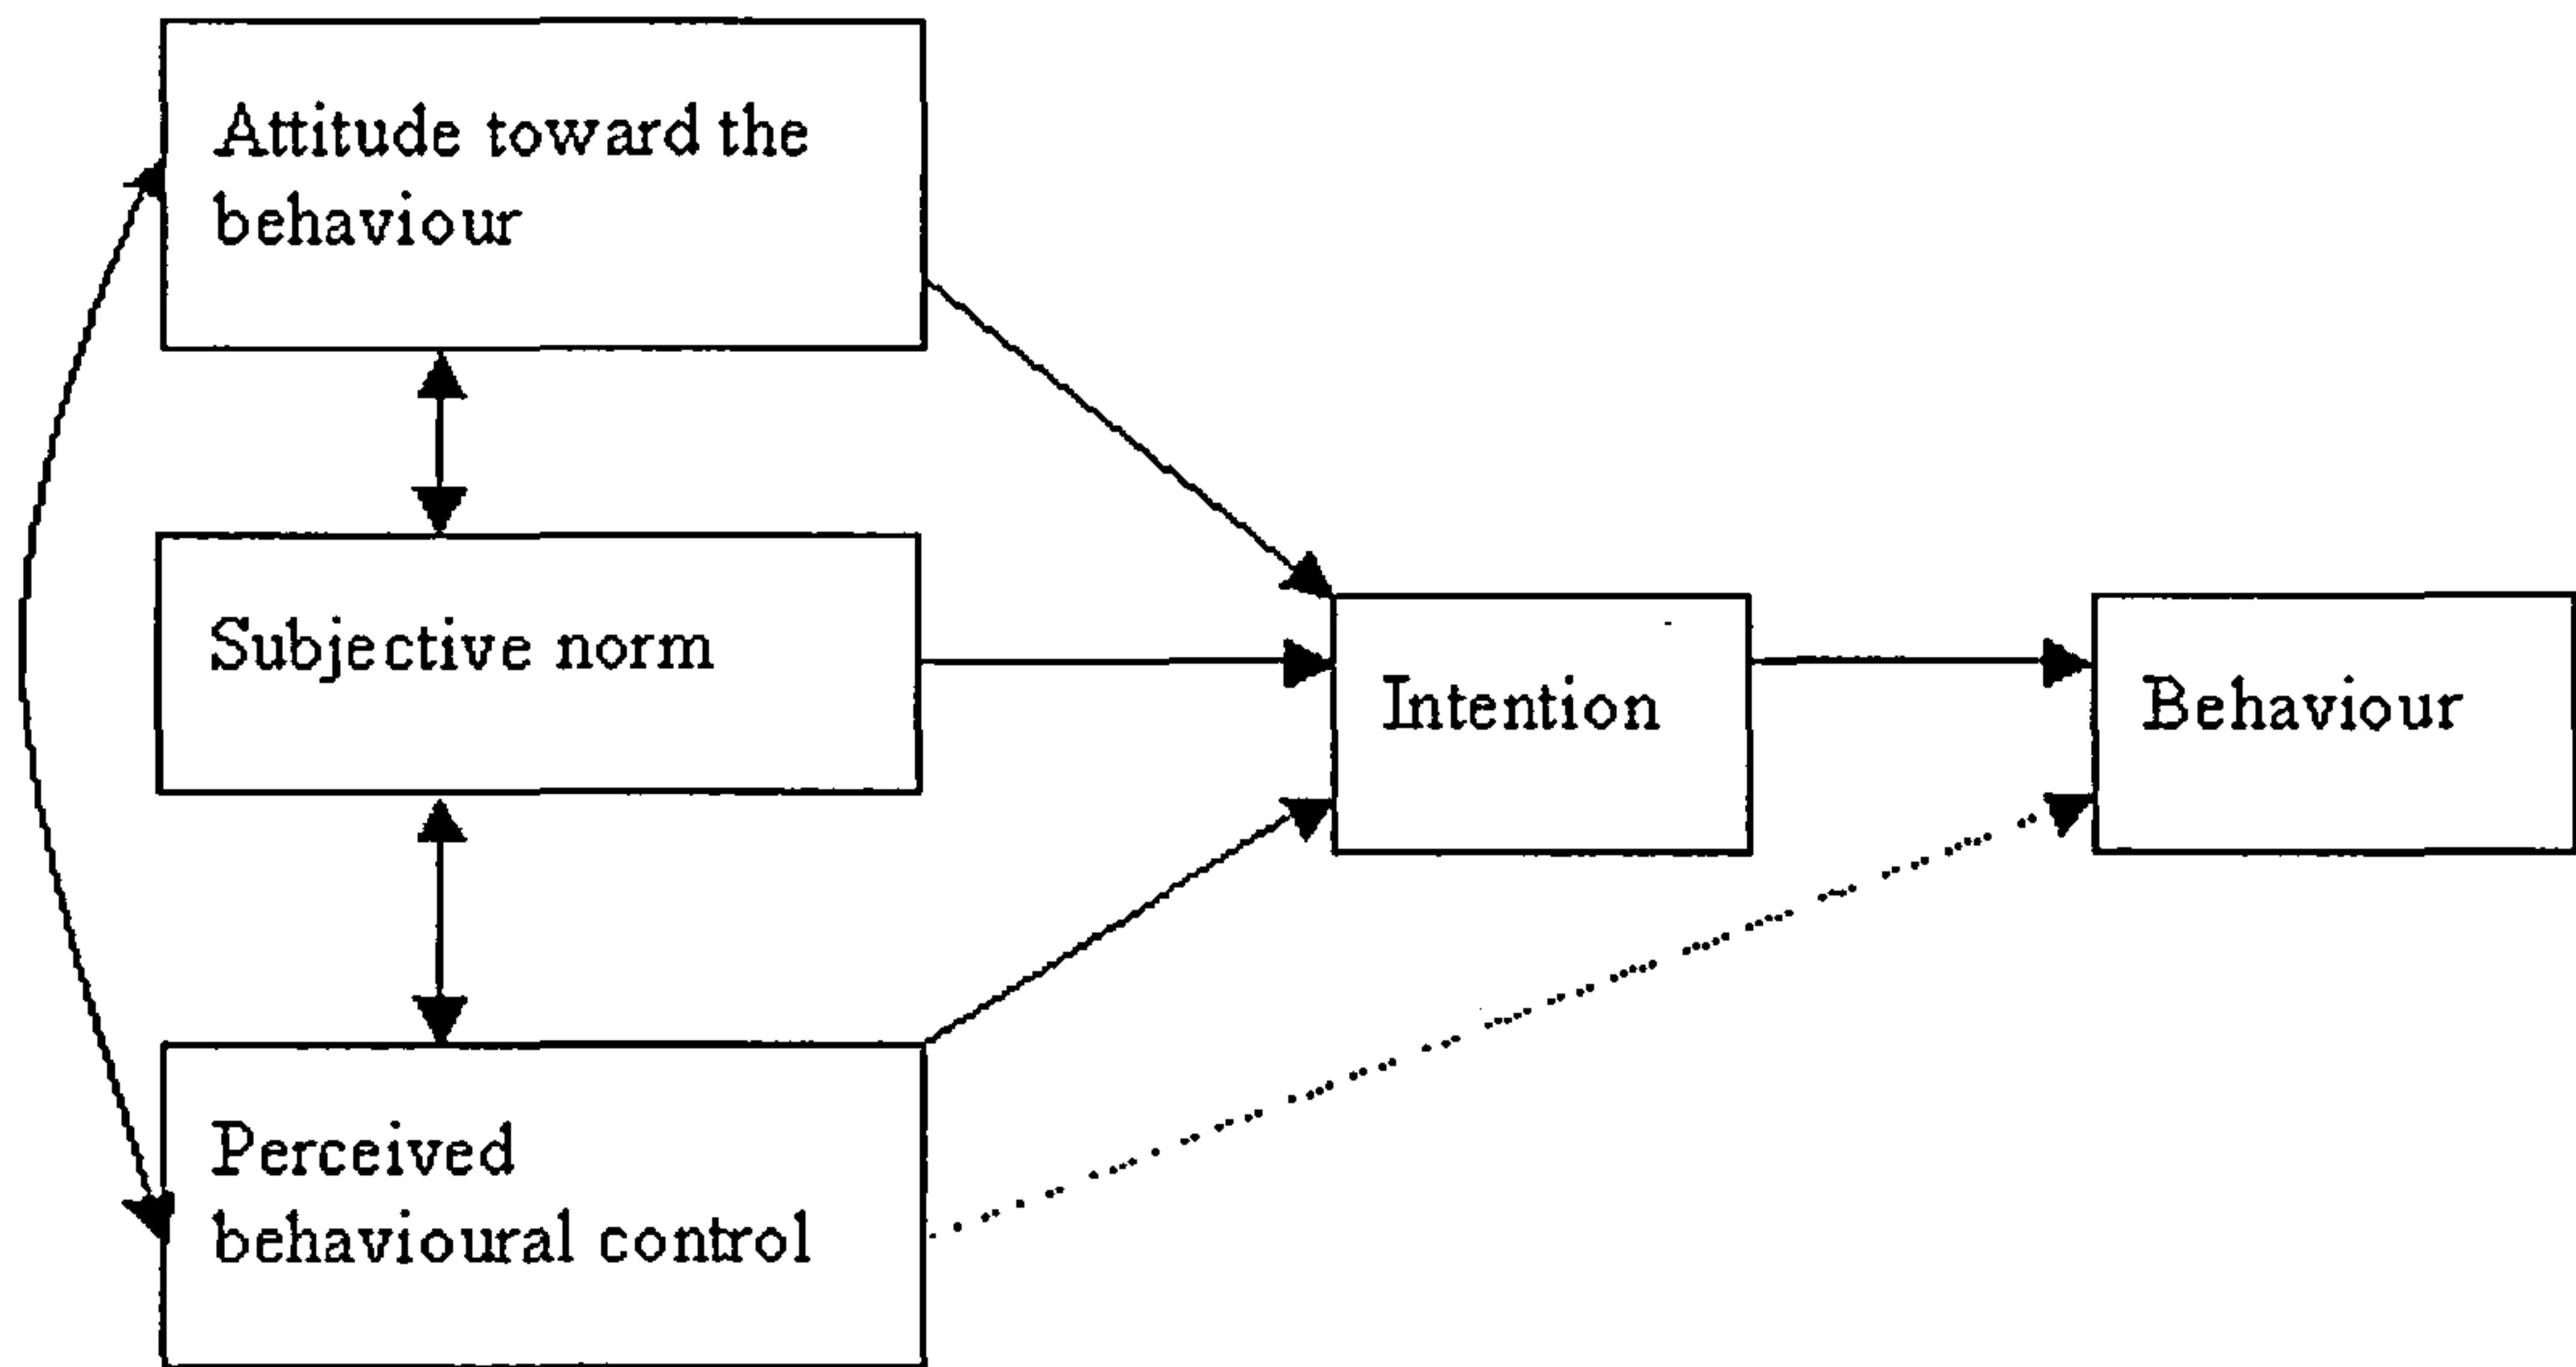 Attitude toward the
behaviour
Subjective norm
Intention
Behaviour
Perceived
behavioural control